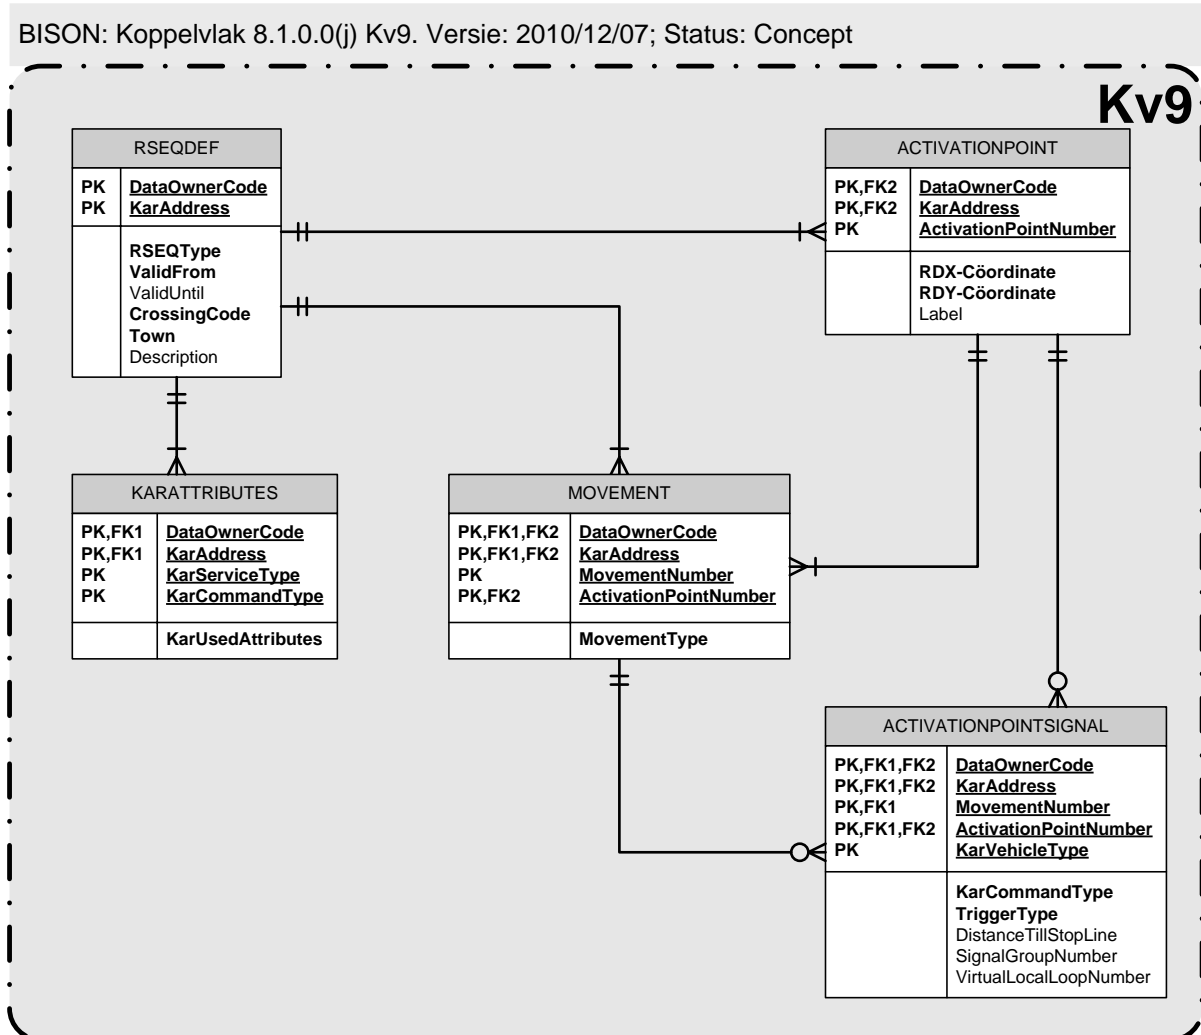 BISON: Koppelvlak 8.1.0.0(j) Kv9. Versie: 2010/12/07; Status: Concept
Kv9
RSEQDEF
PK DataOwnerCode
PK KarAddress
RSEQType
ValidFrom
ValidUntil
CrossingCode
Town
Description
ACTIVATIONPOINT
PK,FK2 DataOwnerCode
PK,FK2 KarAddress
PK ActivationPointNumber
RDX-Cöordinate
RDY-Cöordinate
Label
KARATTRIBUTES
PK,FK1 DataOwnerCode
PK,FK1 KarAddress
PK KarServiceType
PK KarCommandType
KarUsedAttributes
MOVEMENT
PK,FK1,FK2 DataOwnerCode
PK,FK1,FK2 KarAddress
PK MovementNumber
PK,FK2 ActivationPointNumber
MovementType
ACTIVATIONPOINTSIGNAL
PK,FK1,FK2 DataOwnerCode
PK,FK1,FK2 KarAddress
PK,FK1 MovementNumber
PK,FK1,FK2 ActivationPointNumber
PK KarVehicleType
KarCommandType
TriggerType
DistanceTillStopLine
SignalGroupNumber
VirtualLocalLoopNumber